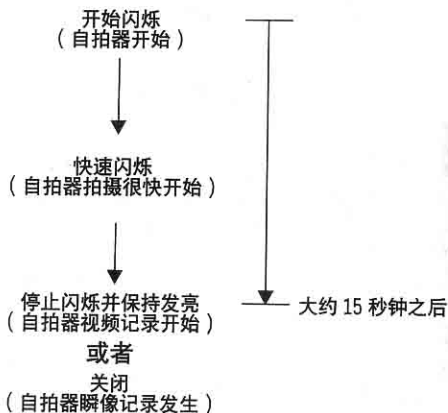 开始闪烁
（自拍器开始）
快速闪烁
（自拍器拍摄很快开始）
停止闪烁并保持发亮
（自拍器视频记录开始）
大约 15 秒钟之后
或者
关闭
（自拍器瞬像记录发生）